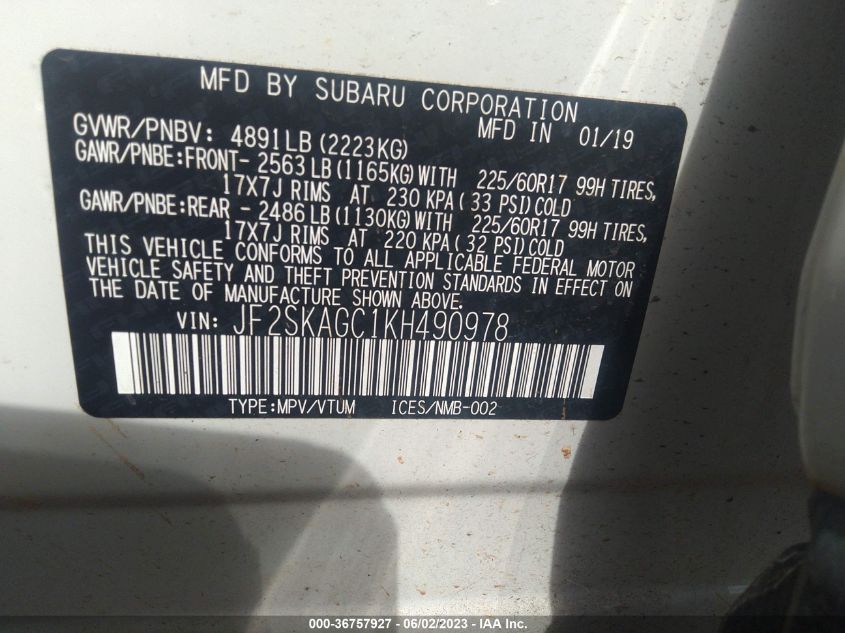 MFD BY SUBARU CORPORATION
GVWR/PNBV: 4891LB (2223KG) MFD IN 01/19
GAWR/PNBE:FRONT- 2563 LB (1165KG) WITH 225/60R17 99H TIRES,
17X7J RIMS AT 230 KPA (33 PSI) COLD
GAWR/PNBE:REAR - 2486 LB (1130KG) WITH 225/60R17 99H TIRES,
17X7J RIMS AT 220 KPA ( 32 PSI) COLD
THIS VEHICLE CONFORMS TO ALL APPLICABLE FEDERAL MOTOR
VEHICLE SAFETY AND THEFT PREVENTION STANDARDS IN EFFECT ON
THE DATE OF MANUFACTURE SHOWN ABOVE.
VIN: JF2SKAGC1KH490978
TYPE:MPV/VTUM ICES/NMB-002
000-36757927 - 06/02/2023 - IAA Inc.